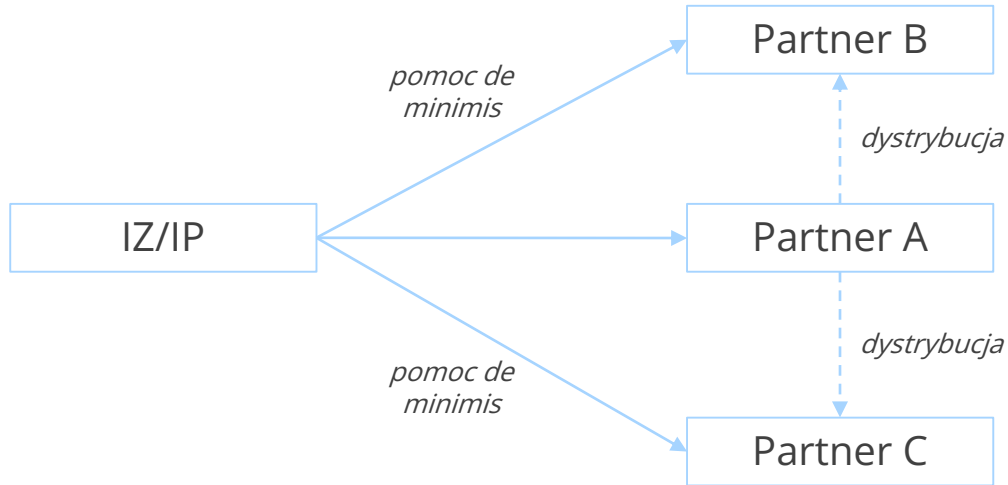 Partner B
pomoc de
minimis
dystrybucja
IZ/IP
Partner A
dystrybucja
pomoc de
minimis
Partner C